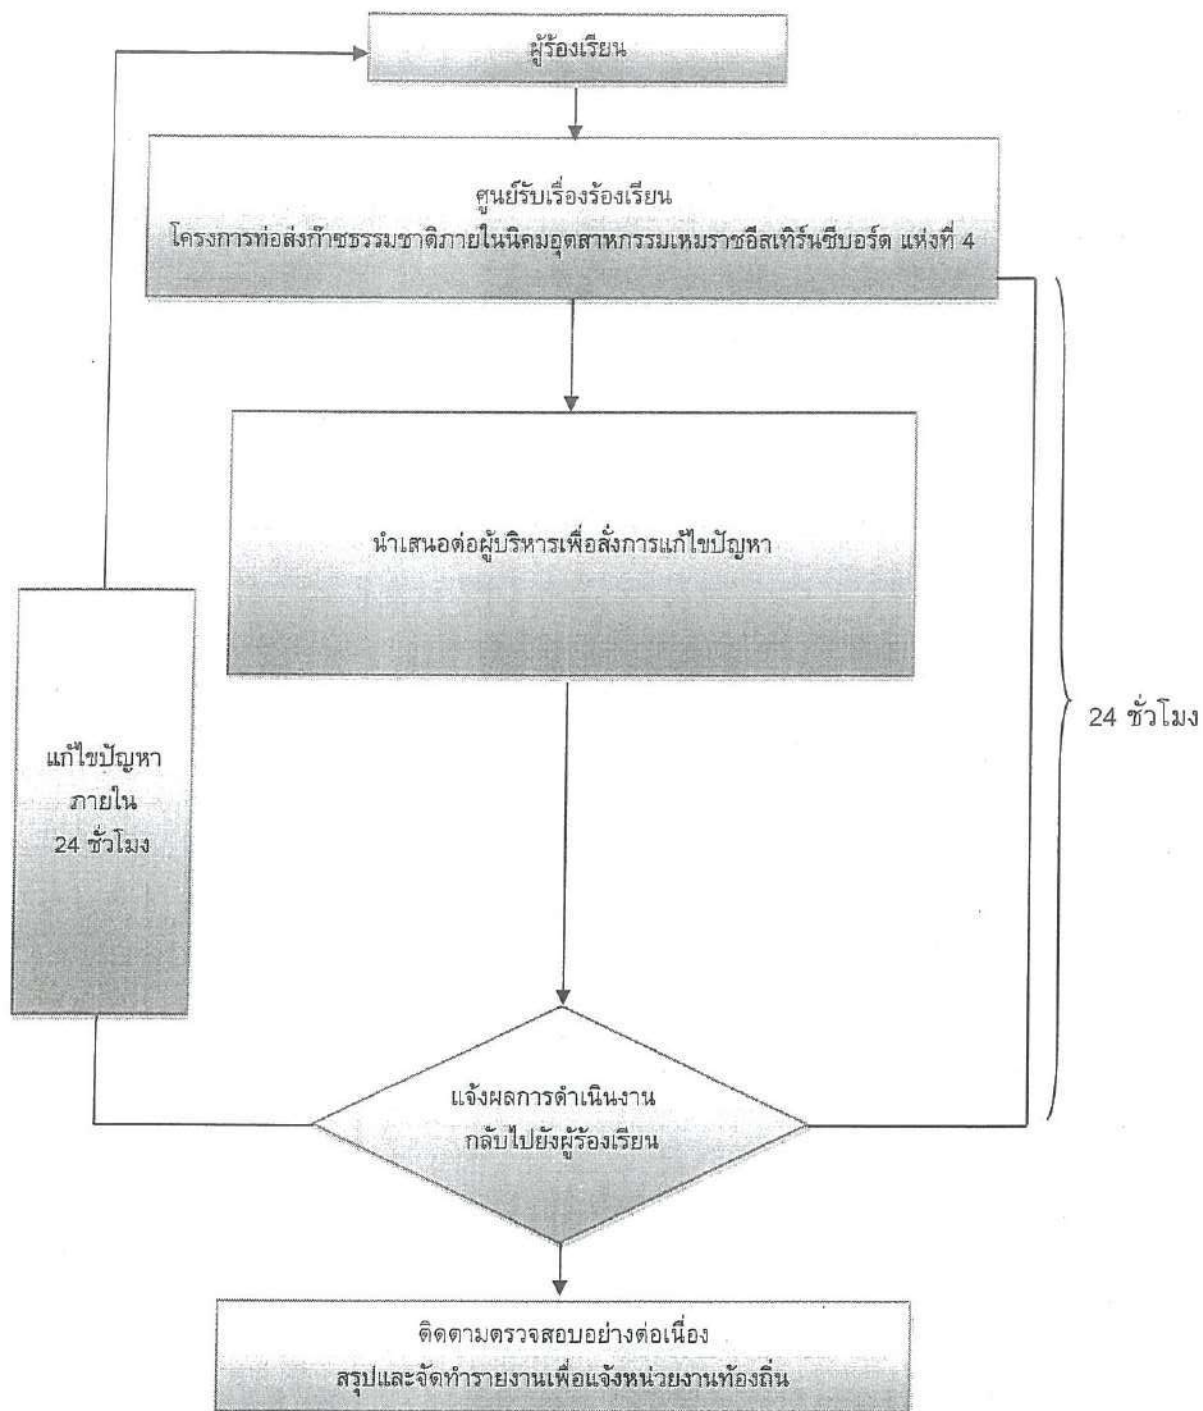 ผู้ร้องเรียน
ศูนย์รับเรื่องร้องเรียน
โครงการท่อส่งก๊าซธรรมชาติภายในนิคมอุตสาหกรรมเหมราชอีสเทิร์นซีบอร์ด แห่งที่ 4
นำเสนอต่อผู้บริหารเพื่อสั่งการแก้ไขปัญหา
24 ชั่วโมง
แก้ไขปัญหา
ภายใน
24 ชั่วโมง
แจ้งผลการดำเนินงาน
กลับไปยังผู้ร้องเรียน
ติดตามตรวจสอบอย่างต่อเนื่อง
สรุปและจัดทำรายงานเพื่อแจ้งหน่วยงานท้องถิ่น